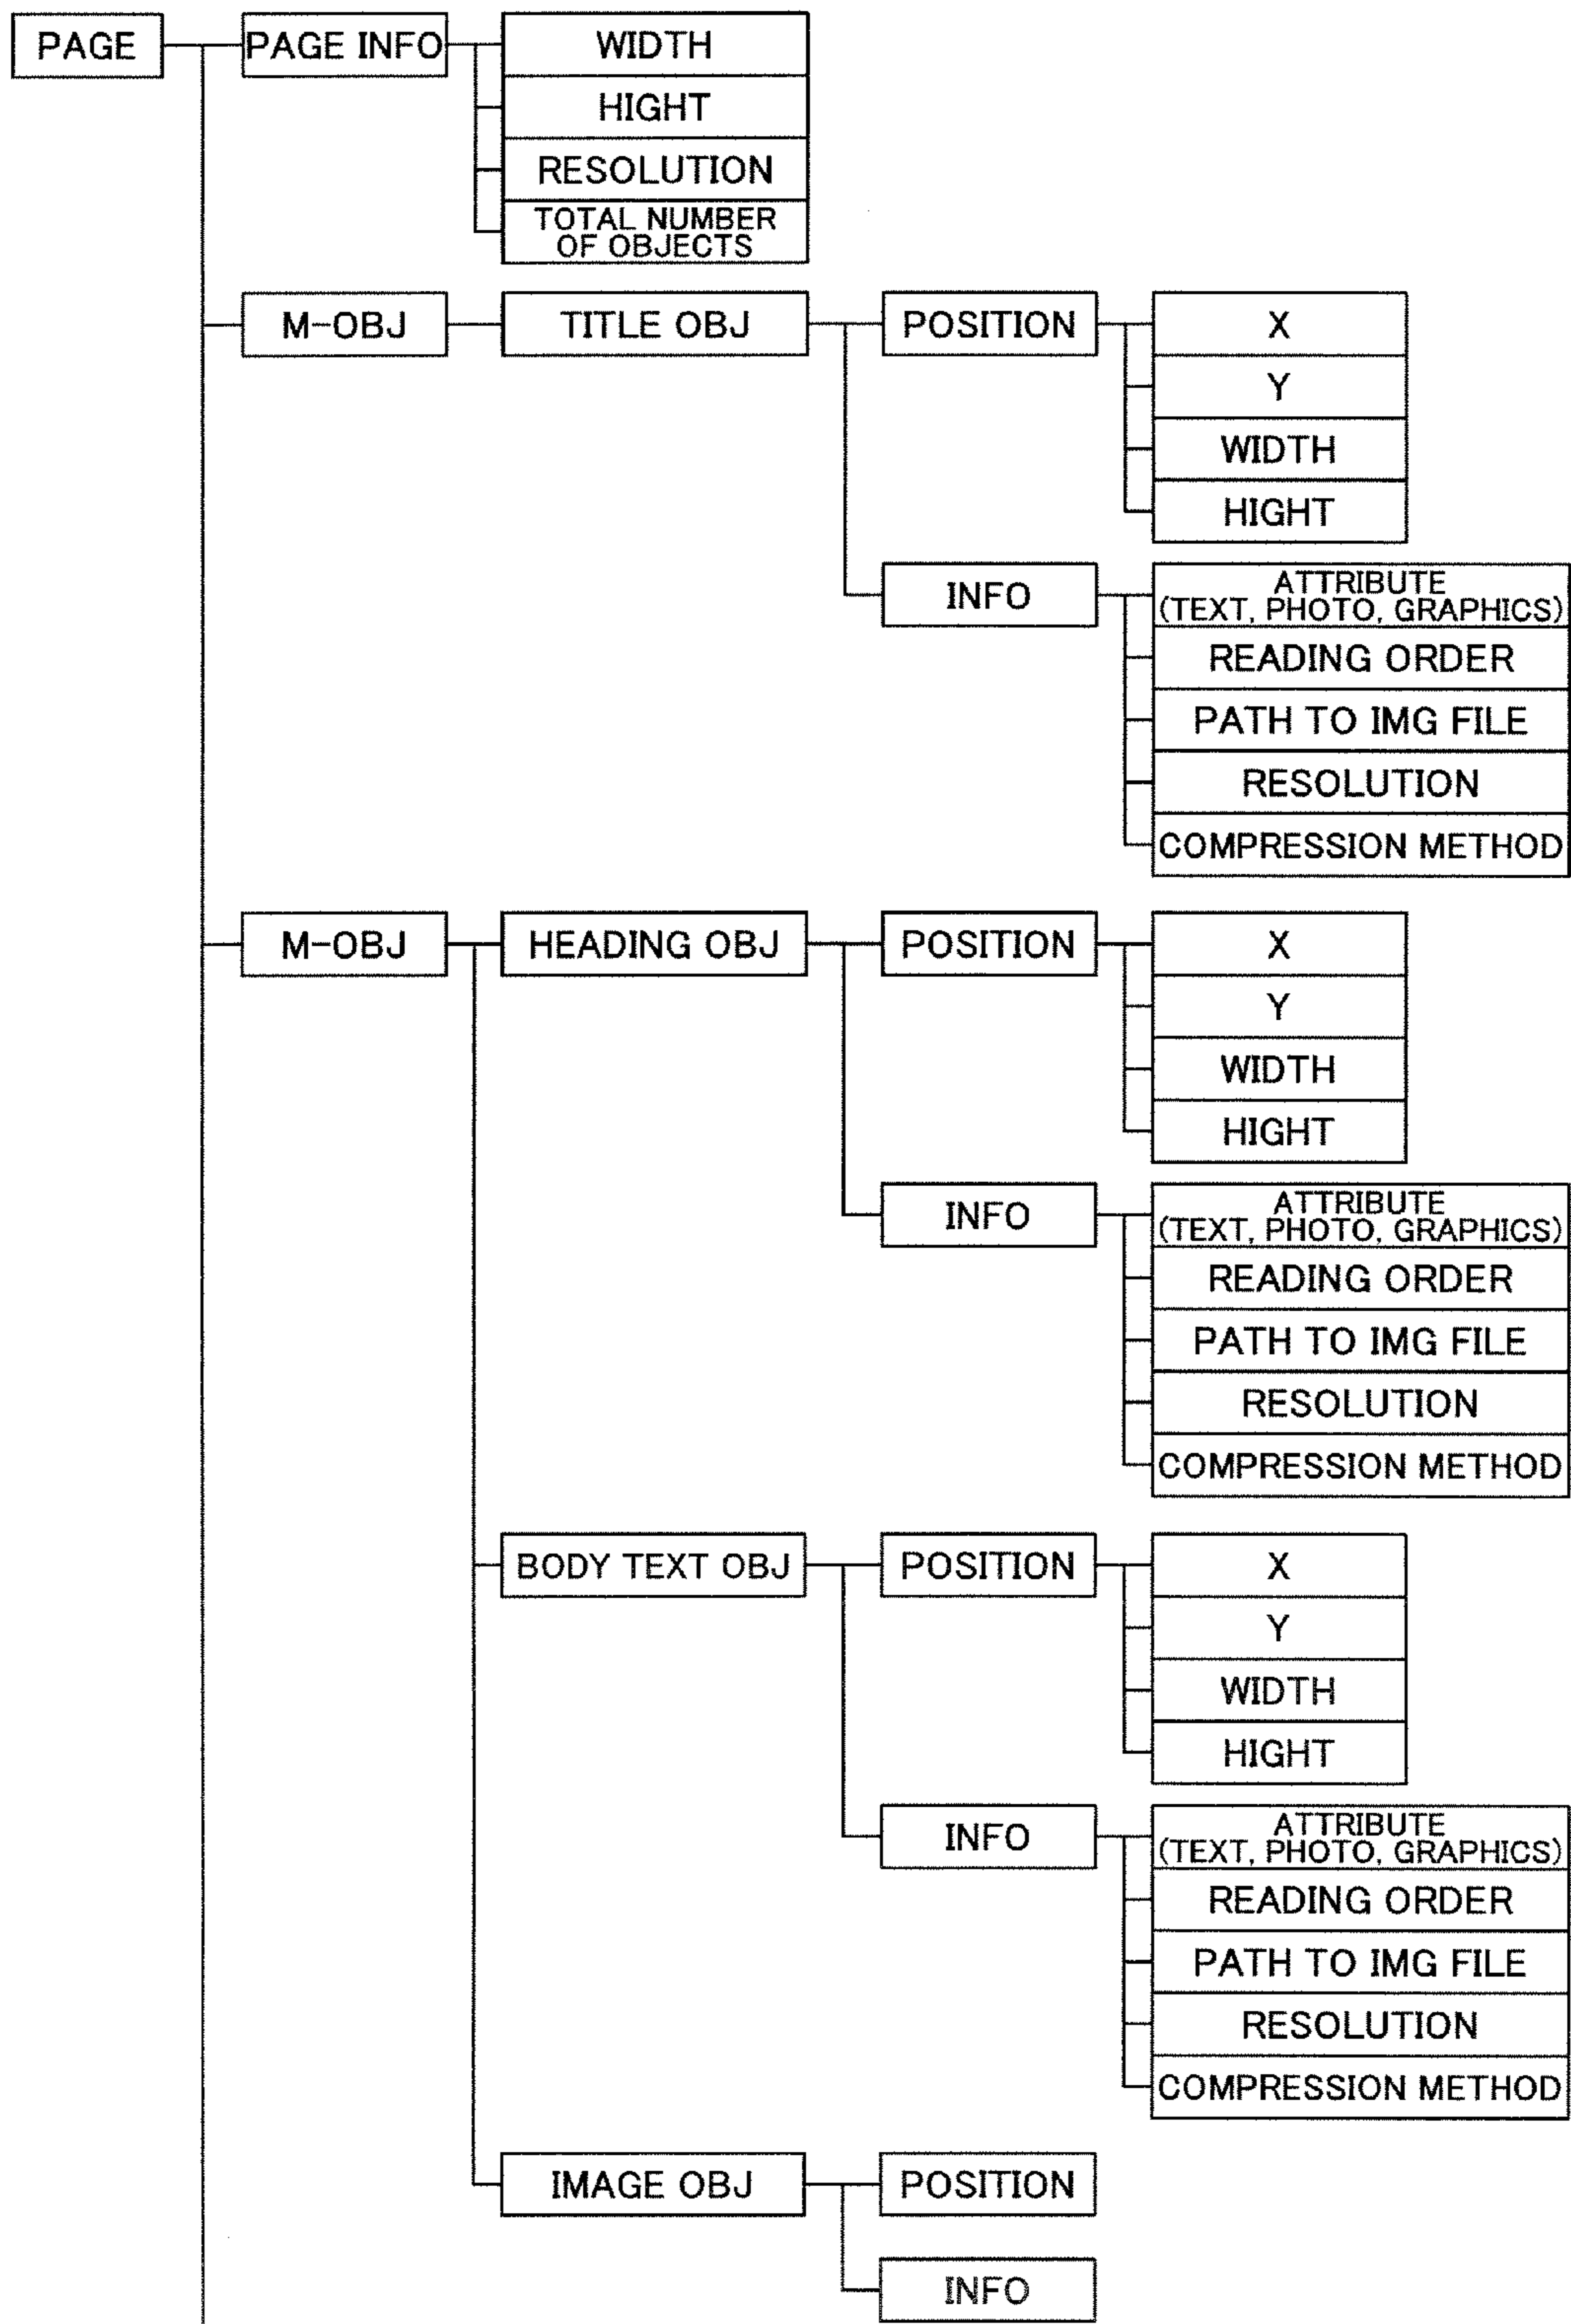 PAGE
PAGE INFO
WIDTH
HIGHT
RESOLUTION
TOTAL NUMBER
OF OBJECTS
M-OBJ
TITLE OBJ
POSITION
X
Y
WIDTH
HIGHT
INFO
ATTRIBUTE
(TEXT, PHOTO, GRAPHICS)
READING ORDER
PATH TO IMG FILE
RESOLUTION
COMPRESSION METHOD
M-OBJ
HEADING OBJ
POSITION
X
Y
WIDTH
HIGHT
INFO
ATTRIBUTE
(TEXT, PHOTO, GRAPHICS)
READING ORDER
PATH TO IMG FILE
RESOLUTION
COMPRESSION METHOD
BODY TEXT OBJ
POSITION
X
Y
WIDTH
HIGHT
INFO
ATTRIBUTE
(TEXT, PHOTO, GRAPHICS)
READING ORDER
PATH TO IMG FILE
RESOLUTION
COMPRESSION METHOD
IMAGE OBJ
POSITION
INFO